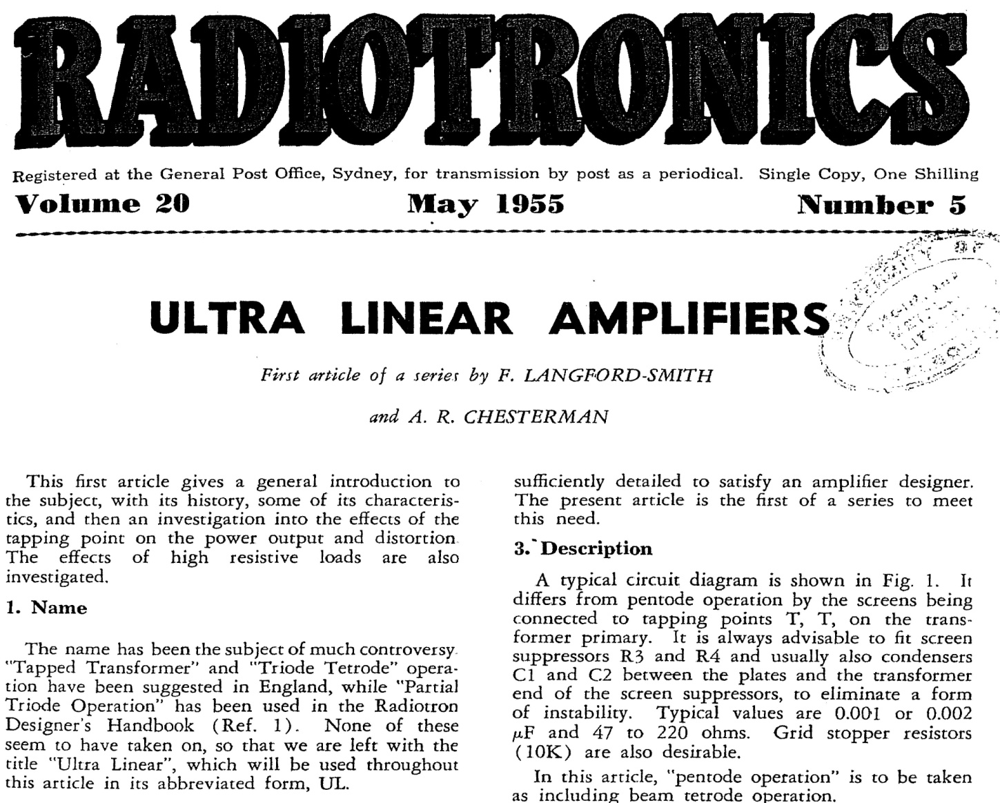 RADIOTRONICS
Registered at the General Post Office, Sydney, for transmission by post as a periodical. Single Copy, One Shilling
Volume 20 May 1955 Number 5
ULTRA LINEAR AMPLIFIERS
First article of a series by F. LANGFORD-SMITH
and A. R. CHESTERMAN
This first article gives a general introduction to
the subject, with its history, some of its characteris-
tics, and then an investigation into the effects of the
tapping point on the power output and distortion.
The effects of high resistive loads are also
investigated.
1. Name
The name has been the subject of much controversy.
"Tapped Transformer" and "Triode Tetrode" opera-
tion have been suggested in England, while "Partial
Triode Operation" has been used in the Radiotron
Designer's Handbook (Ref. 1). None of these
seem to have taken on, so that we are left with the
title "Ultra Linear", which will be used throughout
this article in its abbreviated form, UL.
sufficiently detailed to satisfy an amplifier designer.
The present article is the first of a series to meet
this need.
3. Description
A typical circuit diagram is shown in Fig. 1. It
differs from pentode operation by the screens being
connected to tapping points T, T, on the trans-
former primary. It is always advisable to fit screen
suppressors R3 and R4 and usually also condensers
C1 and C2 between the plates and the transformer
end of the screen suppressors, to eliminate a form
of instability. Typical values are 0.001 or 0.002
μF and 47 to 220 ohms. Grid stopper resistors
(10K) are also desirable.
In this article, "pentode operation" is to be taken
as including beam tetrode operation.